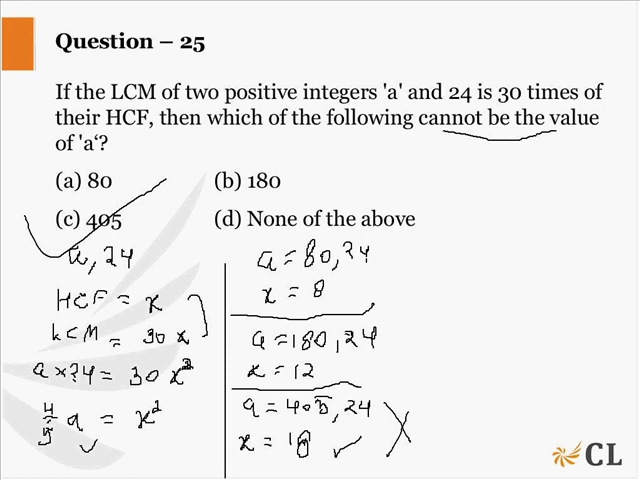 Question – 25
If the LCM of two positive integers 'a' and 24 is 30 times of
their HCF, then which of the following cannot be the value
of 'a‘?
(a) 80 (b) 180
(c) 405 (d) None of the above
a, 24
HCF = x
LCM = 30 x
a × 24 = 30 x²
4/5 a = x²
a = 80, 24
x = 8
a = 180, 24
x = 12
a = 405, 24
x = 18
CL